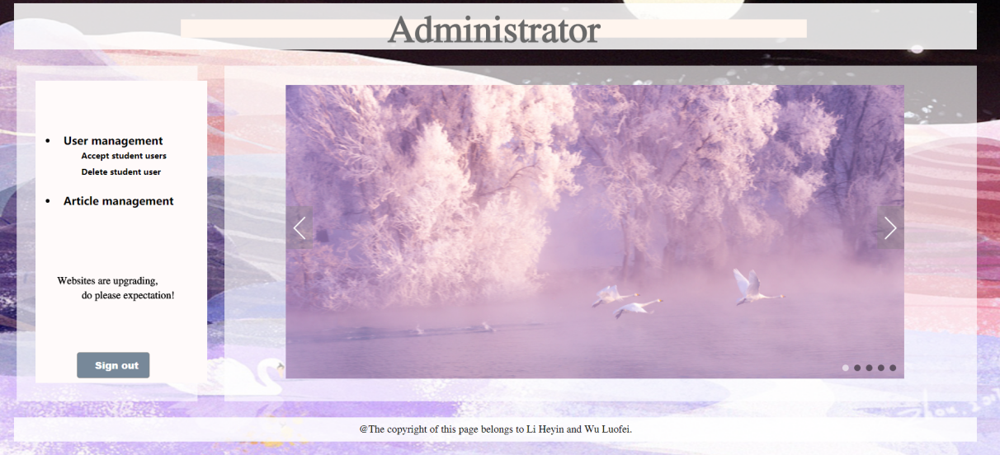 Administrator
User management
Accept student users
Delete student user
Article management
Websites are upgrading,
do please expectation!
Sign out
@The copyright of this page belongs to Li Heyin and Wu Luofei.